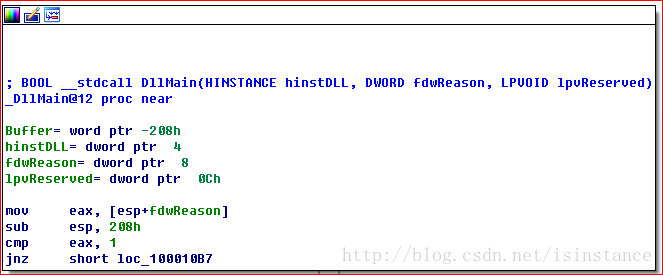 ; BOOL __stdcall DllMain(HINSTANCE hinstDLL, DWORD fdwReason, LPVOID lpvReserved)
_DllMain@12 proc near
Buffer= word ptr -208h
hinstDLL= dword ptr  4
fdwReason= dword ptr  8
lpvReserved= dword ptr  0Ch
mov     eax, [esp+fdwReason]
sub     esp, 208h
cmp     eax, 1
jnz     short loc_100010B7
http://blog.csdn.net/isinstance